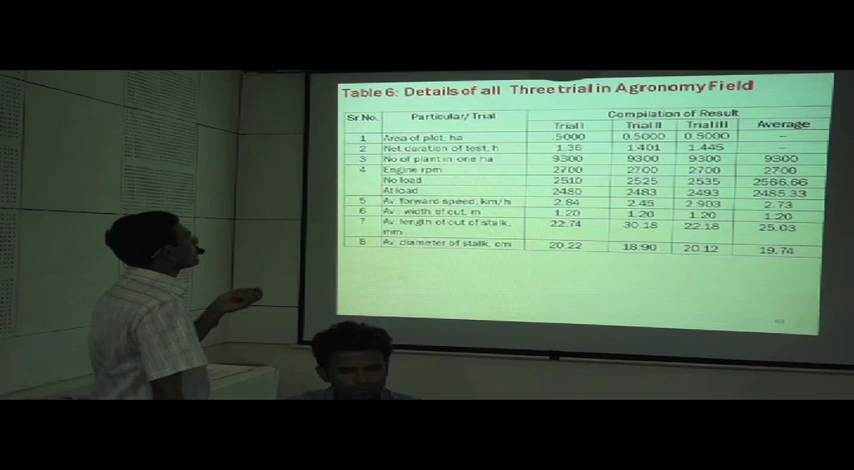 Table 6: Details of all Three trial in Agronomy Field
Sr No. Particular/ Trial Compilation of Result
Trial I Trial II Trial III Average
1 Area of plot, ha .5000 0.5000 0.5000 --
2 Net duration of test, h 1.36 1.401 1.445 --
3 No of plant in one ha 9300 9300 9300 9300
4 Engine rpm 2700 2700 2700 2700
No load 2510 2525 2535 2566.66
At load 2480 2483 2493 2485.33
5 Av. forward speed, km/h 2.84 2.45 2.903 2.73
6 Av. width of cut, m 1.20 1.20 1.20 1.20
7 Av. length of cut of stalk, 22.74 30.18 22.18 25.03
mm
8 Av. diameter of stalk, cm 20.22 18.90 20.12 19.74